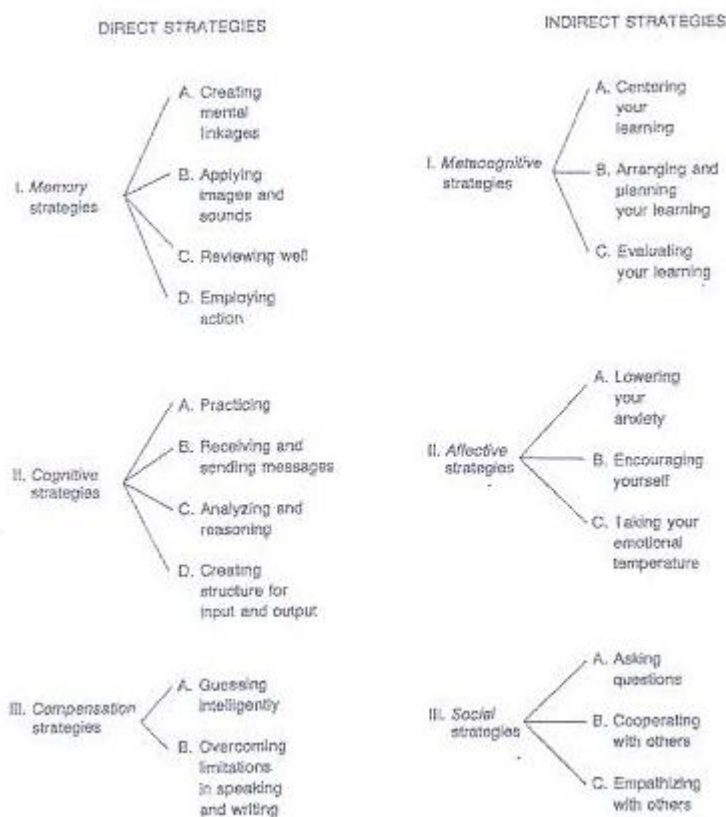 DIRECT STRATEGIES
I. Memory
strategies
A. Creating
mental
linkages
B. Applying
images and
sounds
C. Reviewing well
D. Employing
action
II. Cognitive
strategies
A. Practicing
B. Receiving and
sending messages
C. Analyzing and
reasoning
D. Creating
structure for
input and output
III. Compensation
strategies
A. Guessing
intelligently
B. Overcoming
limitations
in speaking
and writing
INDIRECT STRATEGIES
I. Metacognitive
strategies
A. Centering
your
learning
B. Arranging and
planning
your learning
C. Evaluating
your learning
II. Affective
strategies
A. Lowering
your
anxiety
B. Encouraging
yourself
C. Taking your
emotional
temperature
III. Social
strategies
A. Asking
questions
B. Cooperating
with others
C. Empathizing
with others